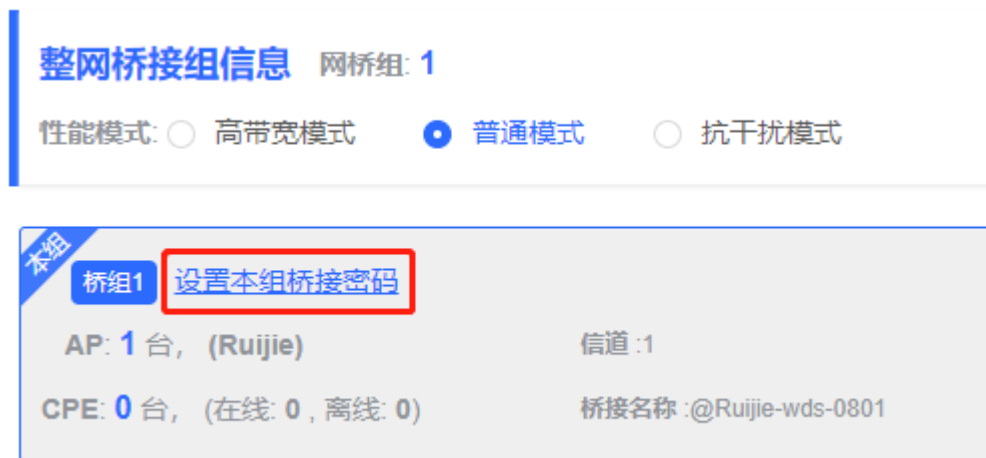 整网桥接组信息 网桥组: 1
性能模式: 高带宽模式 普通模式 抗干扰模式
本组
桥组1 设置本组桥接密码
AP: 1 台， (Ruijie) 信道 :1
CPE: 0 台， (在线: 0 , 离线: 0) 桥接名称 :@Ruijie-wds-0801